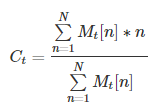 $$C_t = \frac{\sum_{n=1}^{N} M_t[n] * n}{\sum_{n=1}^{N} M_t[n]}$$